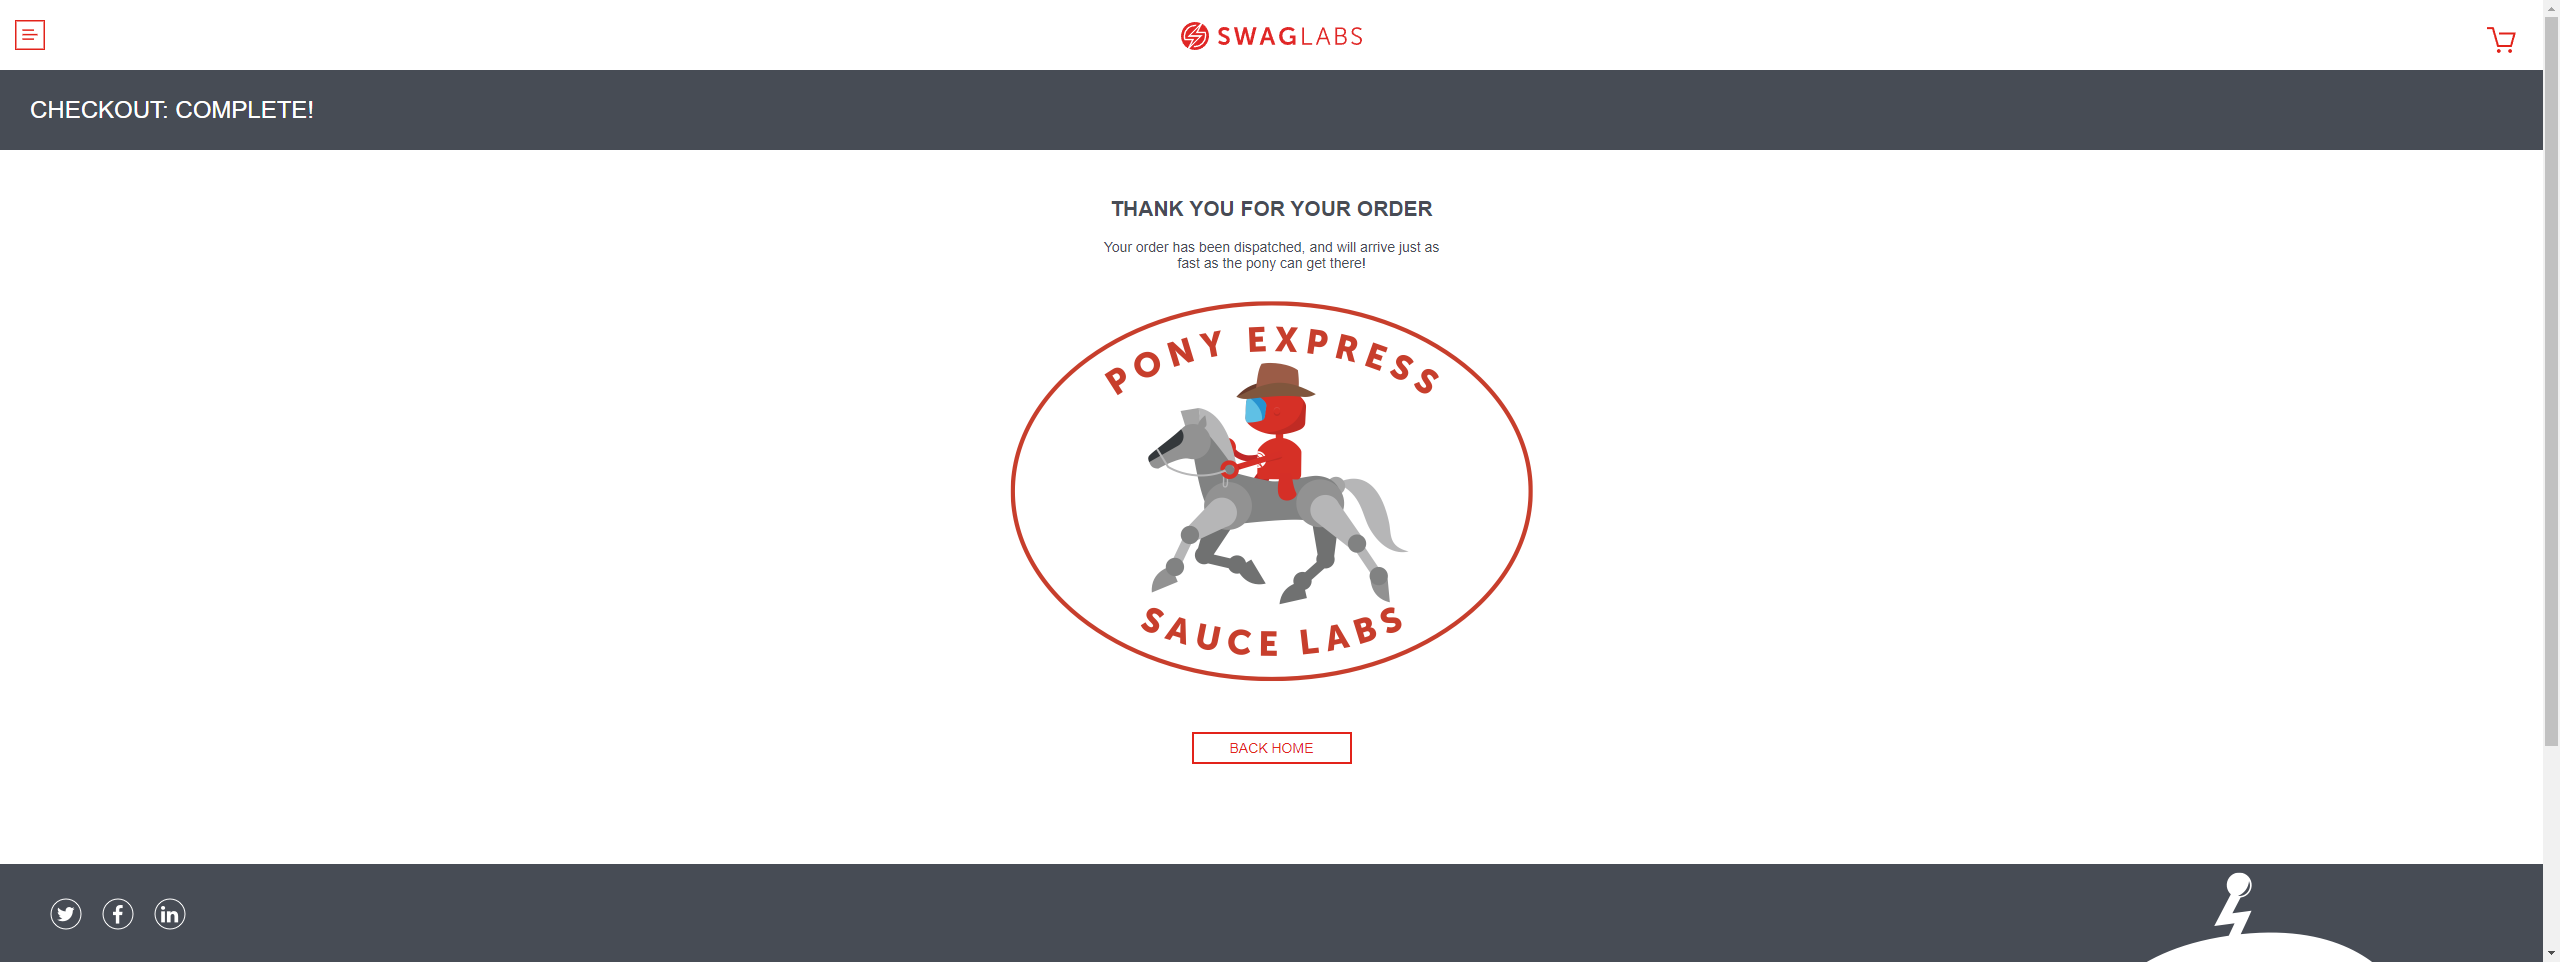 SWAGLABS
CHECKOUT: COMPLETE!
THANK YOU FOR YOUR ORDER
Your order has been dispatched, and will arrive just as
fast as the pony can get there!
PONY EXPRESS
SAUCE LABS
BACK HOME